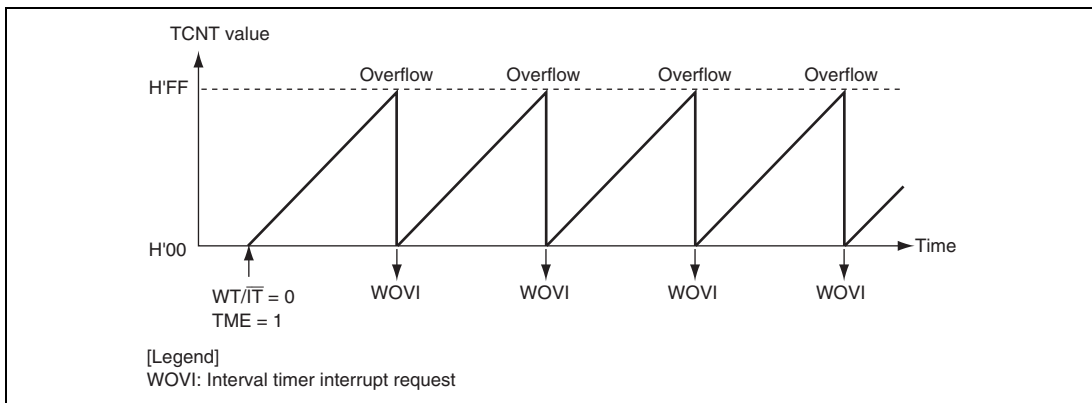 TCNT value
Overflow Overflow Overflow Overflow
H'FF
H'00
Time
WOVI WOVI WOVI WOVI
WT/I̅T̅ = 0
TME = 1
[Legend]
WOVI: Interval timer interrupt request